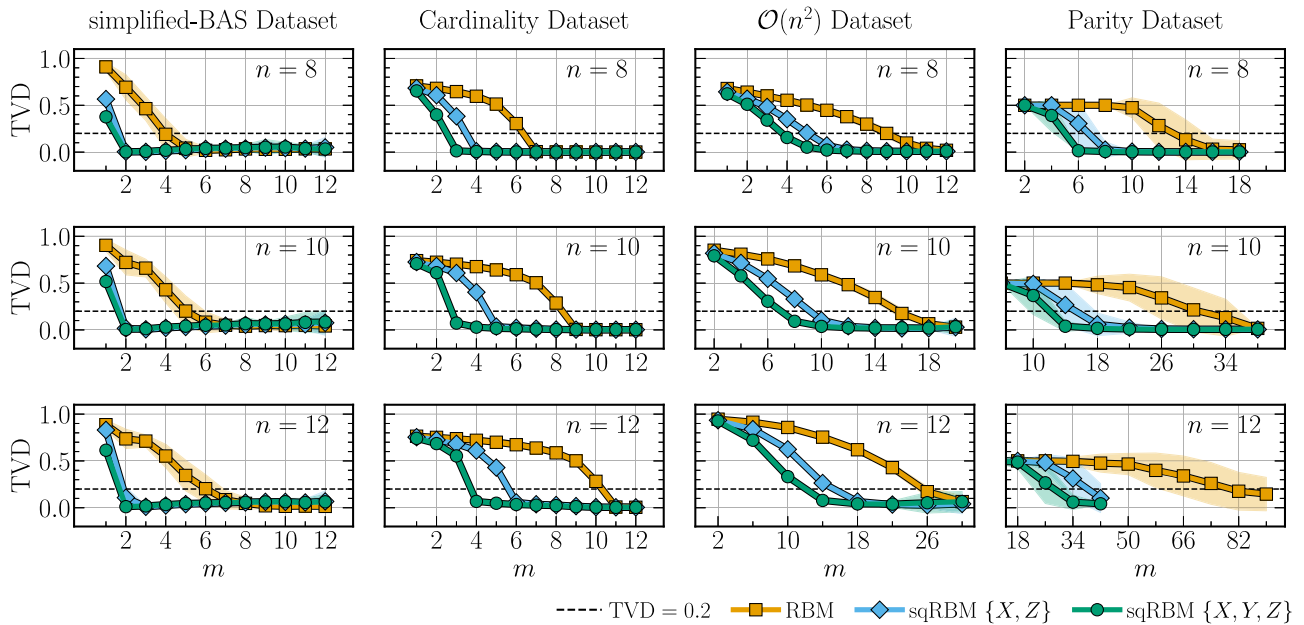 simplified-BAS Dataset Cardinality Dataset 𝒪(n²) Dataset Parity Dataset
TVD 1.0 0.5 0.0 n = 8 n = 8 n = 8 n = 8
2 4 6 8 10 12 2 4 6 8 10 12 2 4 6 8 10 12 2 6 10 14 18
TVD 1.0 0.5 0.0 n = 10 n = 10 n = 10 n = 10
2 4 6 8 10 12 2 4 6 8 10 12 2 6 10 14 18 10 18 26 34
TVD 1.0 0.5 0.0 n = 12 n = 12 n = 12 n = 12
2 4 6 8 10 12 2 4 6 8 10 12 2 10 18 26 18 34 50 66 82
m m m m
TVD = 0.2 RBM sqRBM {X, Z} sqRBM {X, Y, Z}